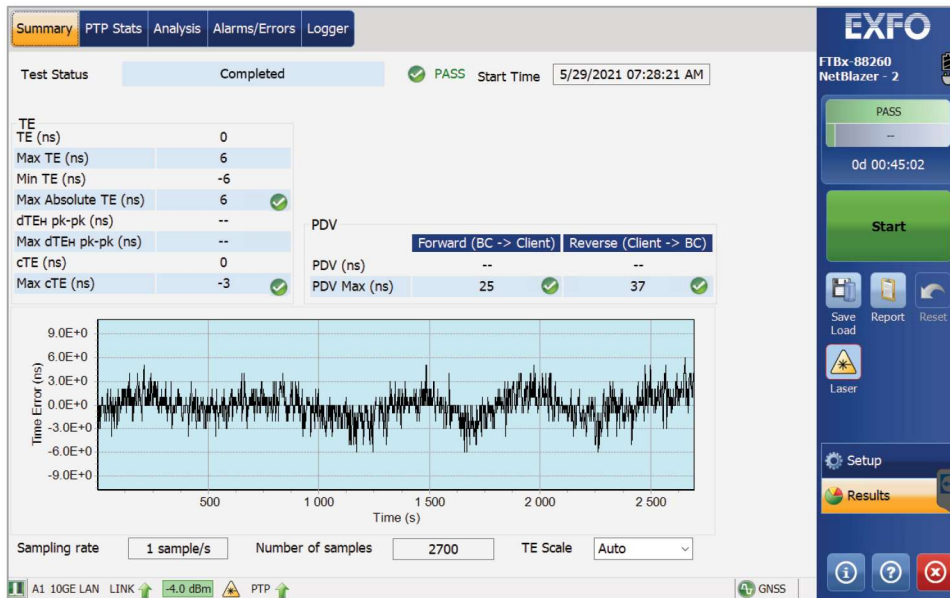 Summary PTP Stats Analysis Alarms/Errors Logger
Test Status Completed PASS Start Time 5/29/2021 07:28:21 AM
TE
TE (ns) 0
Max TE (ns) 6
Min TE (ns) -6
Max Absolute TE (ns) 6
dTEH pk-pk (ns) --
Max dTEH pk-pk (ns) --
cTE (ns) 0
Max cTE (ns) -3
PDV
Forward (BC -> Client) Reverse (Client -> BC)
PDV (ns) -- --
PDV Max (ns) 25 37
Time Error (ns)
9.0E+0
6.0E+0
3.0E+0
0.0E+0
-3.0E+0
-6.0E+0
-9.0E+0
500 1 000 1 500 2 000 2 500
Time (s)
Sampling rate 1 sample/s Number of samples 2700 TE Scale Auto
A1 10GE LAN LINK -4.0 dBm PTP GNSS
EXFO
FTBx-88260
NetBlazer - 2
PASS
--
0d 00:45:02
Start
Save Load Report Reset
Laser
Setup
Results